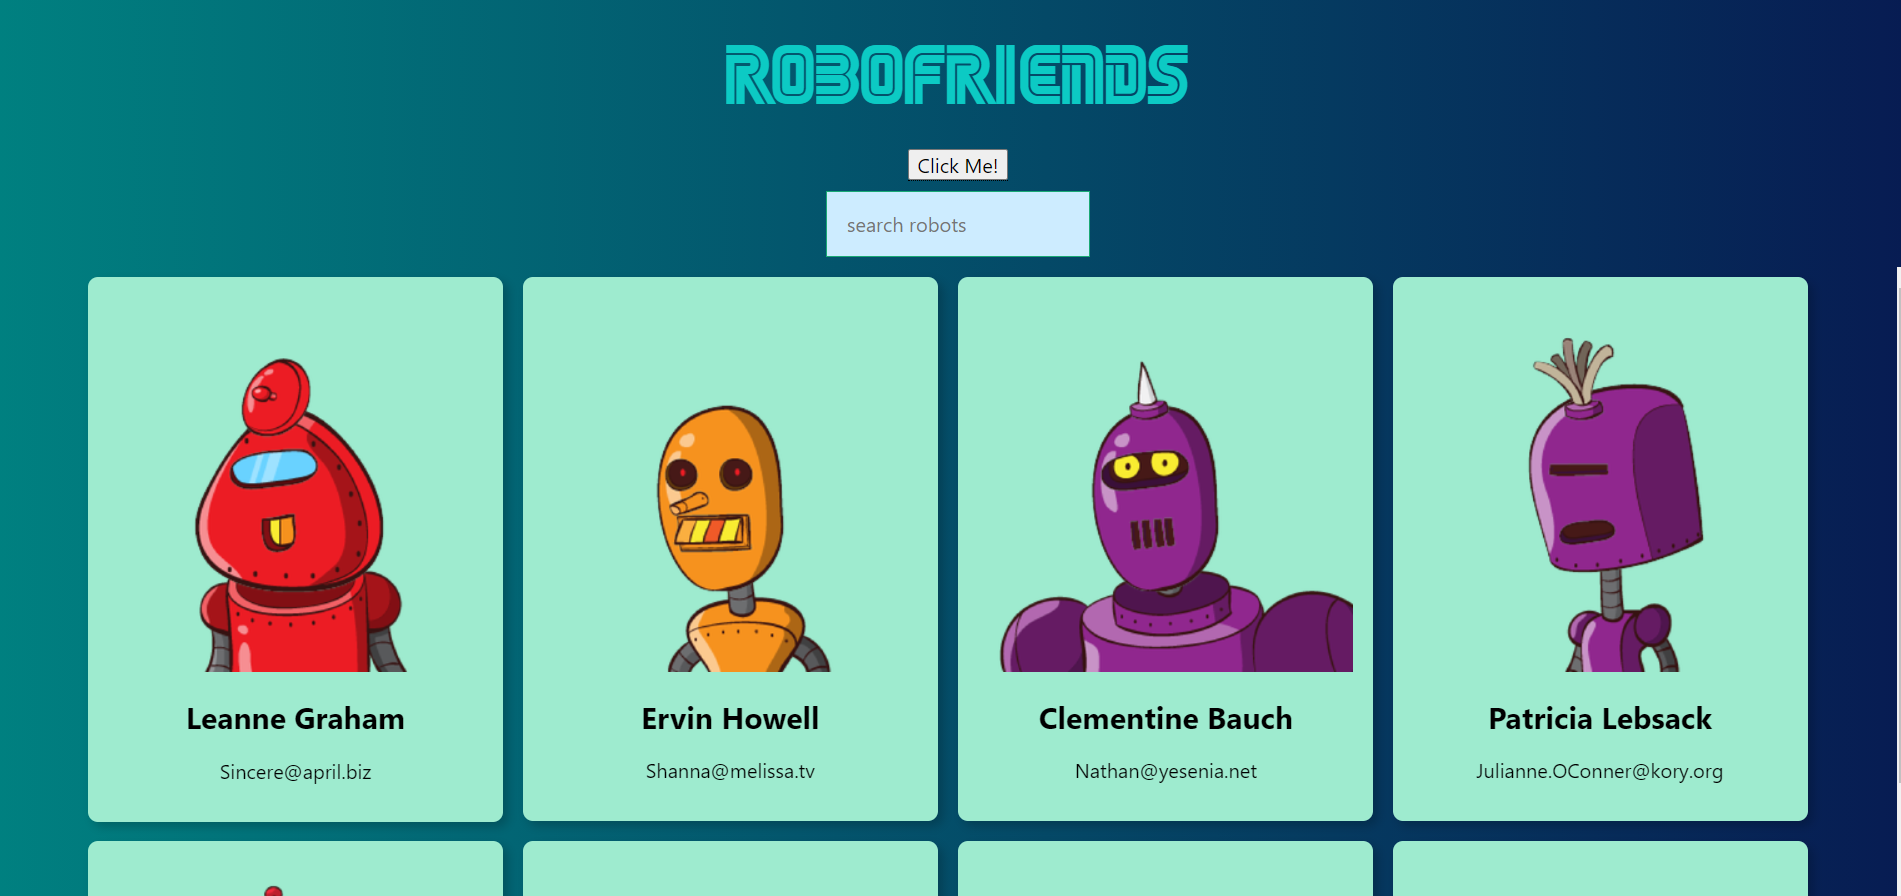 ROBOFRIENDS
Click Me!
search robots
Leanne Graham
Sincere@april.biz
Ervin Howell
Shanna@melissa.tv
Clementine Bauch
Nathan@yesenia.net
Patricia Lebsack
Julianne.OConner@kory.org